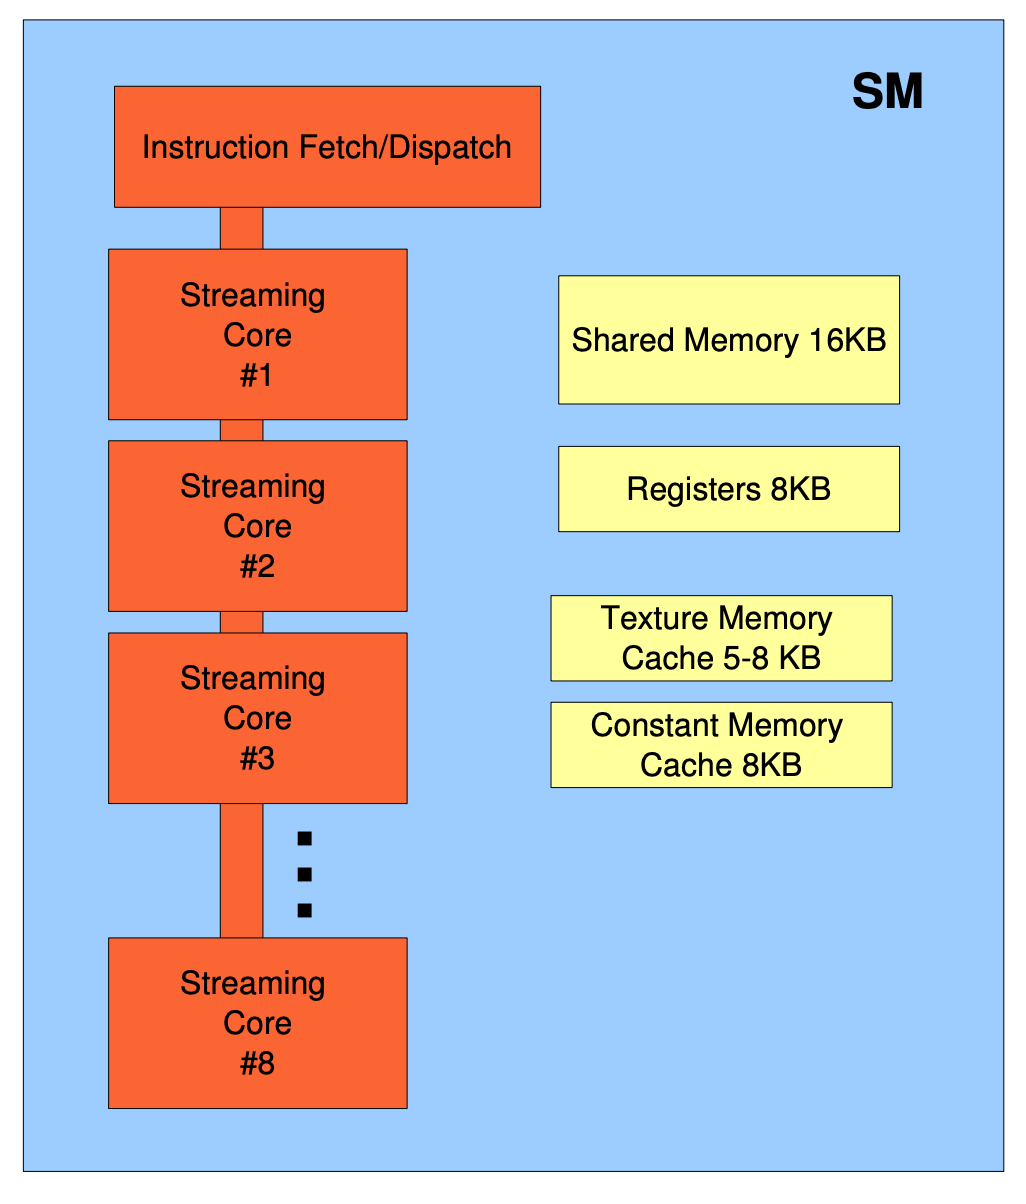 SM
Instruction Fetch/Dispatch
Streaming
Core
#1
Shared Memory 16KB
Streaming
Core
#2
Registers 8KB
Streaming
Core
#3
Texture Memory
Cache 5-8 KB
Constant Memory
Cache 8KB
Streaming
Core
#8